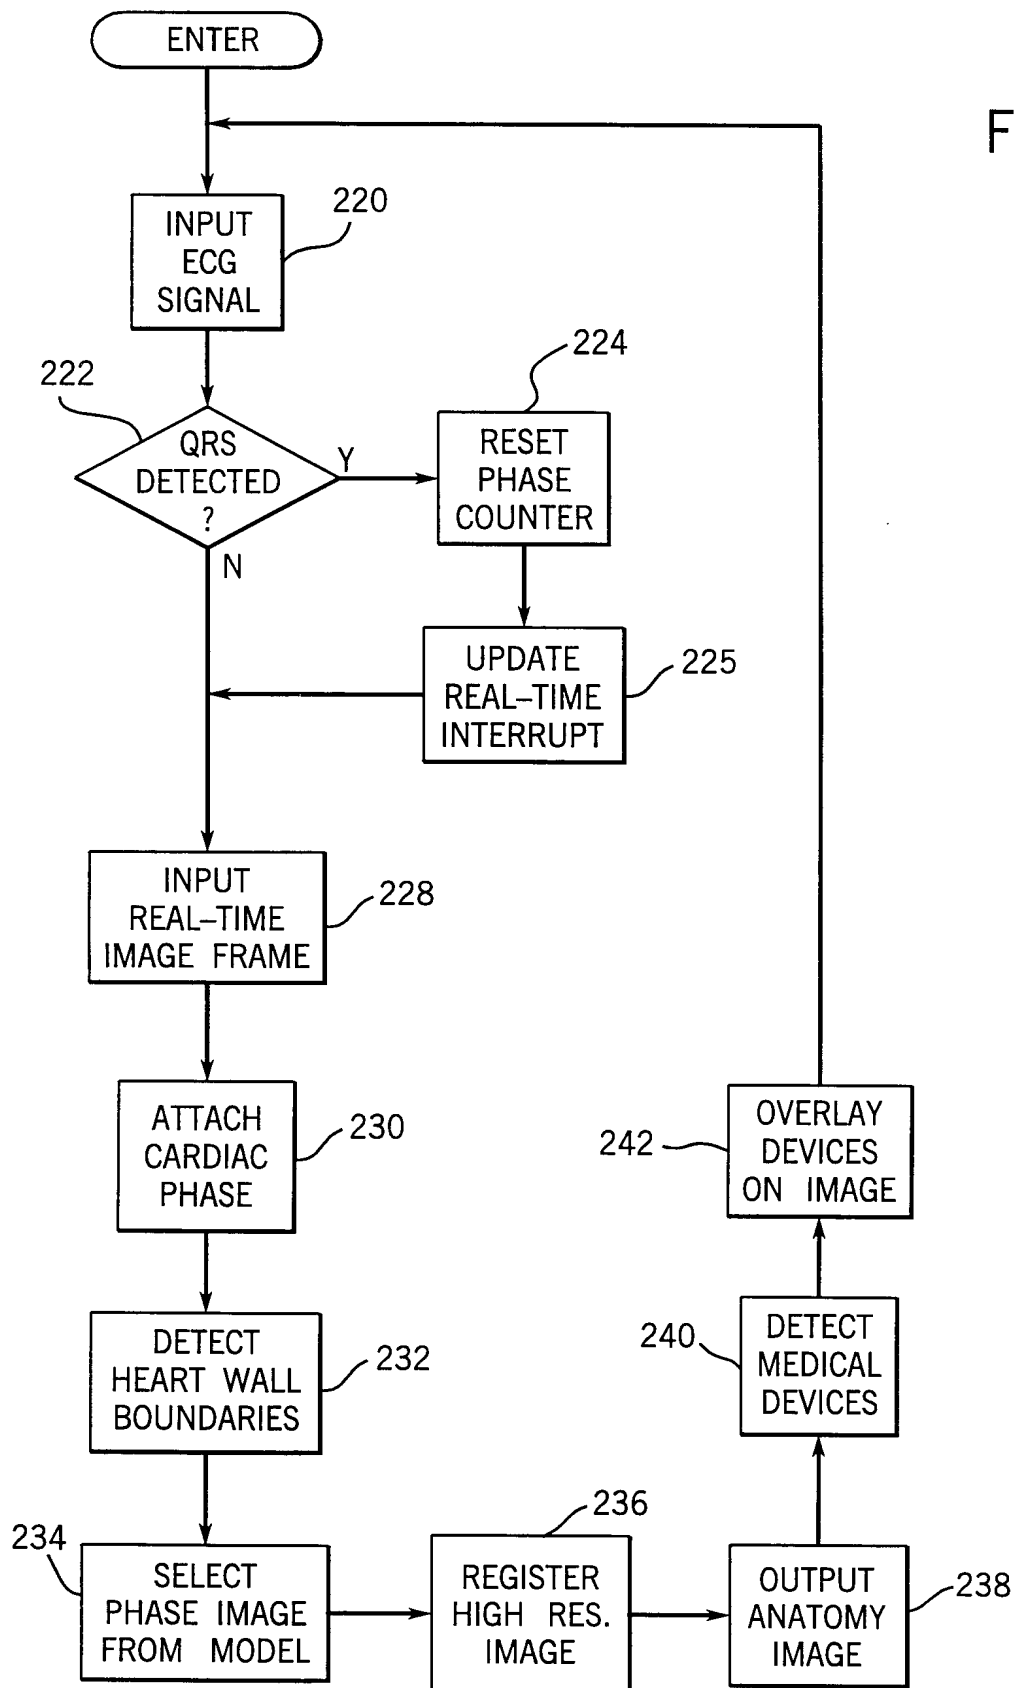 ENTER
F
INPUT
ECG
SIGNAL
220
222
QRS
DETECTED
?
Y
N
224
RESET
PHASE
COUNTER
UPDATE
REAL–TIME
INTERRUPT
225
INPUT
REAL–TIME
IMAGE FRAME
228
ATTACH
CARDIAC
PHASE
230
DETECT
HEART WALL
BOUNDARIES
232
234
SELECT
PHASE IMAGE
FROM MODEL
236
REGISTER
HIGH RES.
IMAGE
OUTPUT
ANATOMY
IMAGE
238
240
DETECT
MEDICAL
DEVICES
242
OVERLAY
DEVICES
ON IMAGE